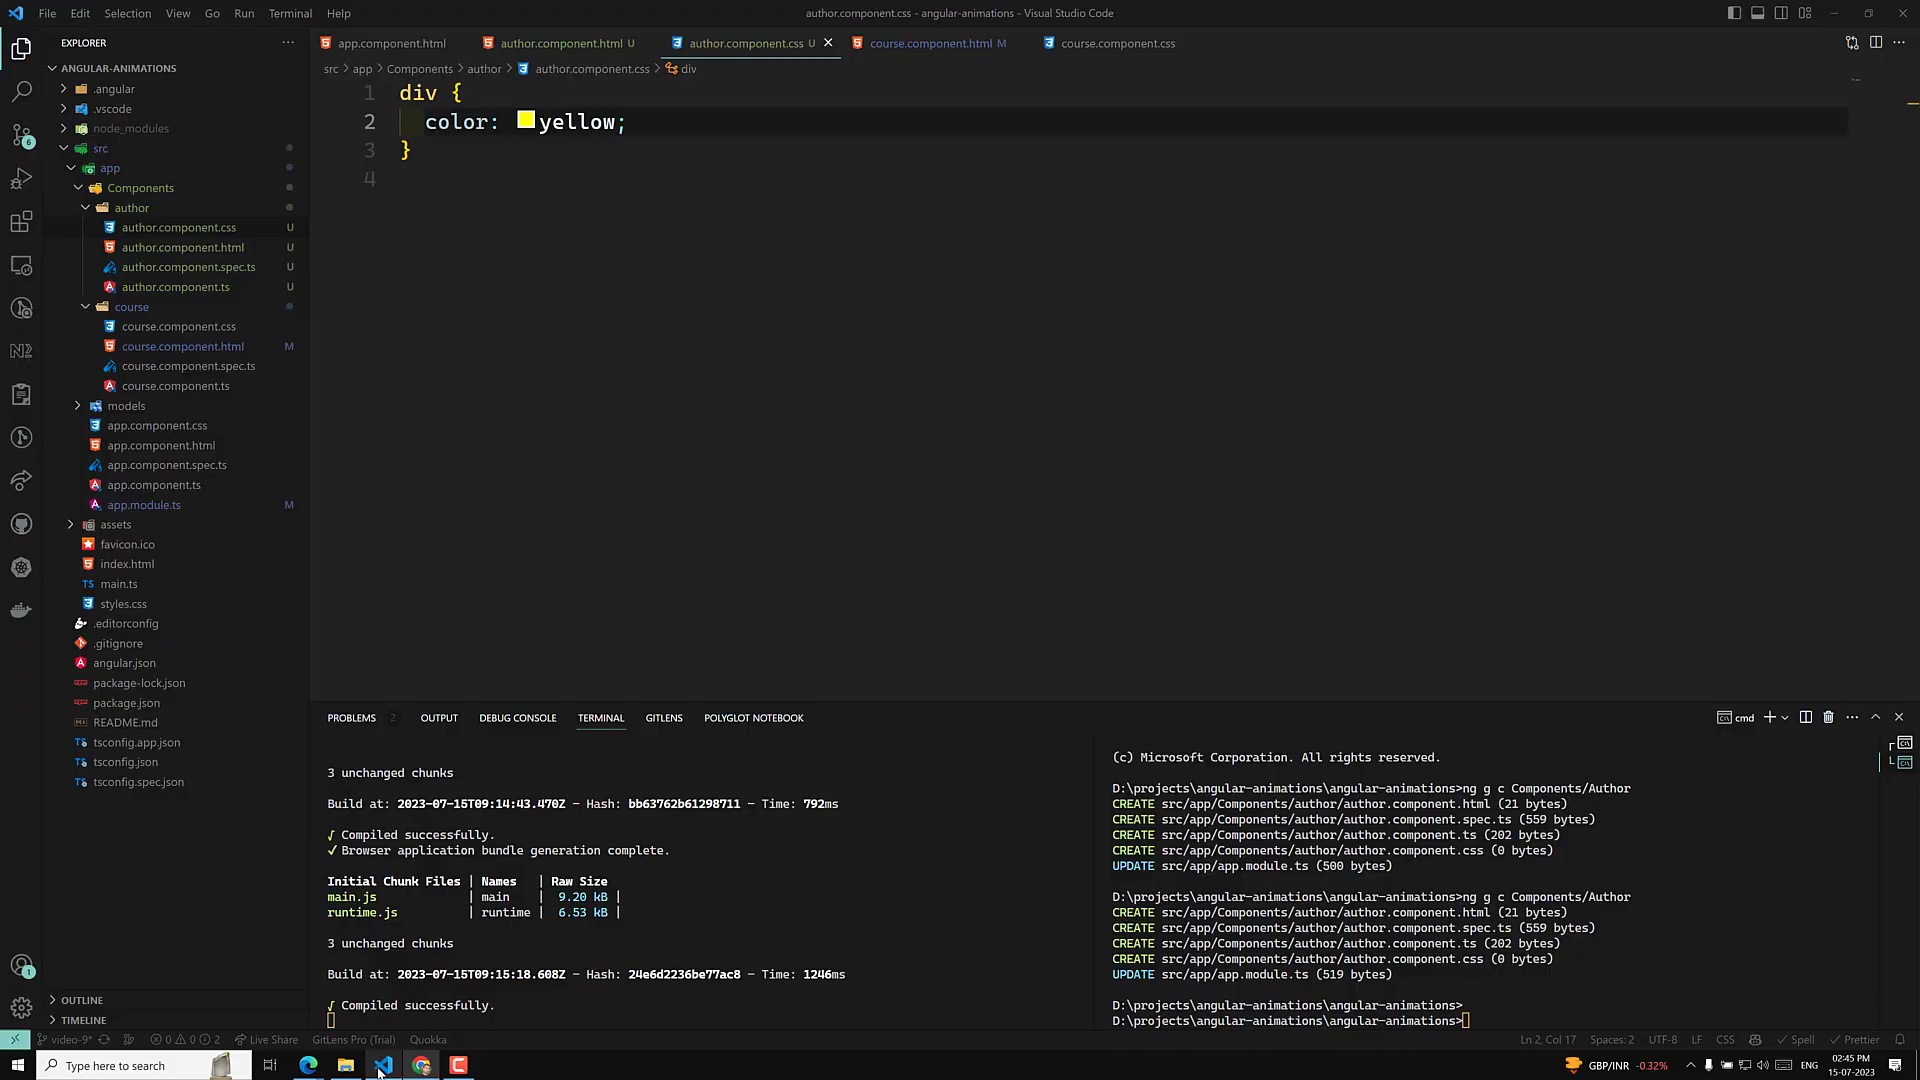 File Edit Selection View Go Run Terminal Help
author.component.css - angular-animations - Visual Studio Code
EXPLORER
ANGULAR-ANIMATIONS
.angular
.vscode
node_modules
src
app
Components
author
author.component.css U
author.component.html U
author.component.spec.ts U
author.component.ts U
course
course.component.css
course.component.html M
course.component.spec.ts
course.component.ts
models
app.component.css
app.component.html
app.component.spec.ts
app.component.ts
app.module.ts M
assets
favicon.ico
index.html
TS main.ts
styles.css
.editorconfig
.gitignore
angular.json
package-lock.json
package.json
README.md
tsconfig.app.json
tsconfig.json
tsconfig.spec.json
OUTLINE
TIMELINE
app.component.html author.component.html U author.component.css U course.component.html M course.component.css
src > app > Components > author > author.component.css > div
1 div {
2 color: yellow;
3 }
4
PROBLEMS 2 OUTPUT DEBUG CONSOLE TERMINAL GITLENS POLYGLOT NOTEBOOK
cmd
3 unchanged chunks
Build at: 2023-07-15T09:14:43.470Z - Hash: bb63762b61298711 - Time: 792ms
√ Compiled successfully.
✓ Browser application bundle generation complete.
Initial Chunk Files | Names | Raw Size
main.js | main | 9.20 kB |
runtime.js | runtime | 6.53 kB |
3 unchanged chunks
Build at: 2023-07-15T09:15:18.608Z - Hash: 24e6d2236be77ac8 - Time: 1246ms
√ Compiled successfully.
(c) Microsoft Corporation. All rights reserved.
D:\projects\angular-animations\angular-animations>ng g c Components/Author
CREATE src/app/Components/author/author.component.html (21 bytes)
CREATE src/app/Components/author/author.component.spec.ts (559 bytes)
CREATE src/app/Components/author/author.component.ts (202 bytes)
CREATE src/app/Components/author/author.component.css (0 bytes)
UPDATE src/app/app.module.ts (500 bytes)
D:\projects\angular-animations\angular-animations>ng g c Components/Author
CREATE src/app/Components/author/author.component.html (21 bytes)
CREATE src/app/Components/author/author.component.spec.ts (559 bytes)
CREATE src/app/Components/author/author.component.ts (202 bytes)
CREATE src/app/Components/author/author.component.css (0 bytes)
UPDATE src/app/app.module.ts (519 bytes)
D:\projects\angular-animations\angular-animations>
D:\projects\angular-animations\angular-animations>
video-9* 0 0 2 Live Share GitLens Pro (Trial) Quokka
Ln 2, Col 17 Spaces: 2 UTF-8 LF CSS Spell Prettier
Type here to search
GBP/INR -0.32% ENG
02:45 PM
15-07-2023